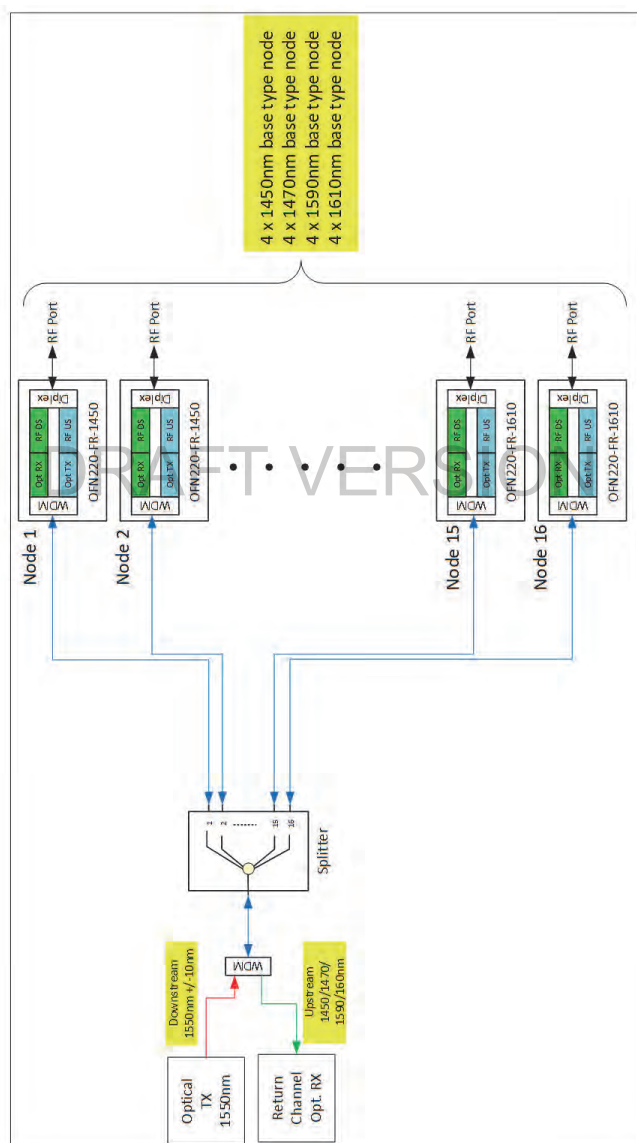 Optical
TX
1550nm
Return
Channel
Opt. RX
Downstream
1550nm +/-10nm
Upstream
1450/1470/
1590/160nm
WDM
Splitter
1
2
15
16
Node 1
WDM
Opt RX
RF DS
Opt TX
RF US
Diplex
OFN220-FR-1450
RF Port
Node 2
WDM
Opt RX
RF DS
Opt TX
RF US
Diplex
OFN220-FR-1450
RF Port
Node 15
WDM
Opt RX
RF DS
Opt TX
RF US
Diplex
OFN220-FR-1610
RF Port
Node 16
WDM
Opt RX
RF DS
Opt TX
RF US
Diplex
OFN220-FR-1610
RF Port
4 x 1450nm base type node
4 x 1470nm base type node
4 x 1590nm base type node
4 x 1610nm base type node
DRAFT VERSION